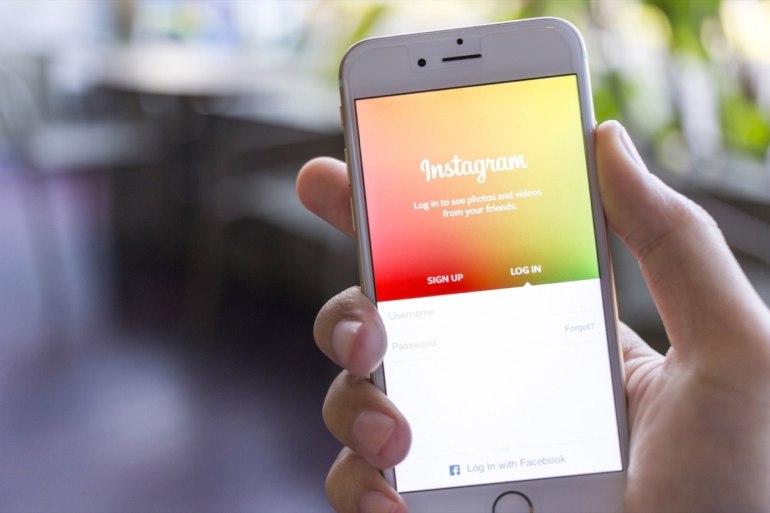 Instagram
Log in to see photos and videos
from your friends.
SIGN UP
LOG IN
Username
Forgot?
Password
Log In with Facebook